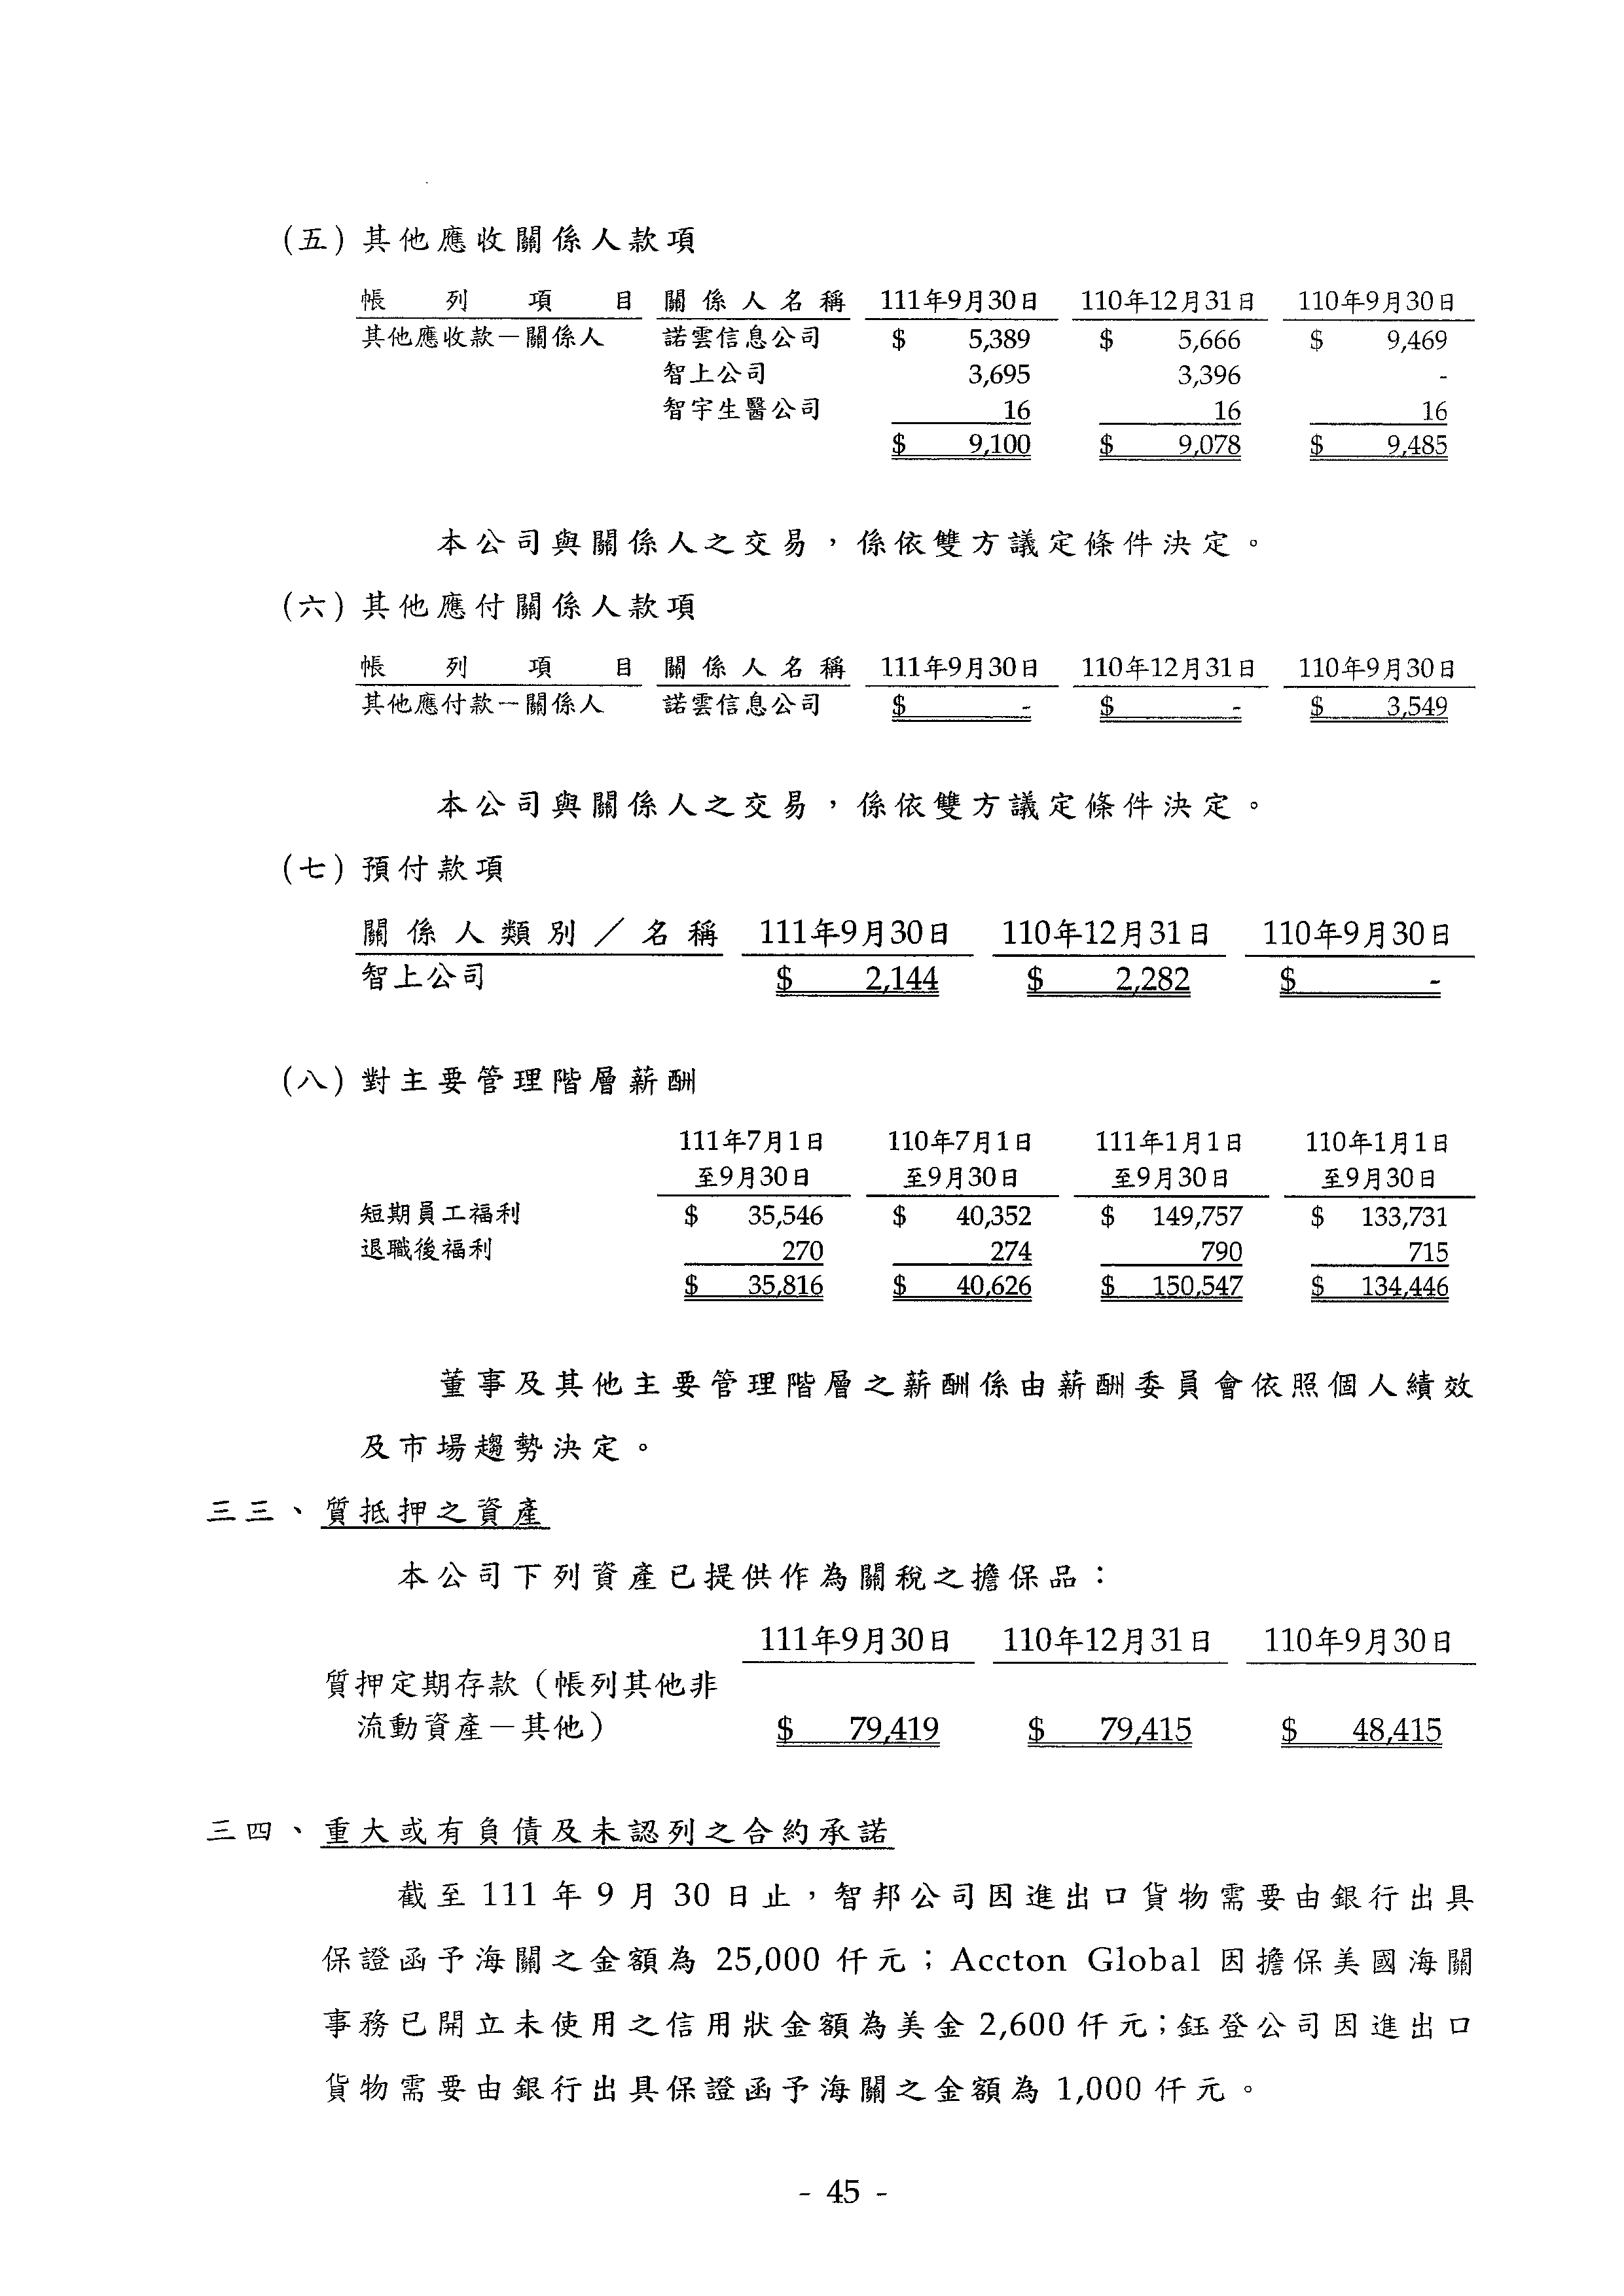 (五) 其他應收關係人款項
帳列項目 關係人名稱 111年9月30日 110年12月31日 110年9月30日
其他應收款－關係人 諾雲信息公司 $ 5,389 $ 5,666 $ 9,469
智上公司 3,695 3,396 -
智宇生醫公司 16 16 16
$ 9,100 $ 9,078 $ 9,485
本公司與關係人之交易，係依雙方議定條件決定。
(六) 其他應付關係人款項
帳列項目 關係人名稱 111年9月30日 110年12月31日 110年9月30日
其他應付款－關係人 諾雲信息公司 $ - $ - $ 3,549
本公司與關係人之交易，係依雙方議定條件決定。
(七) 預付款項
關係人類別／名稱 111年9月30日 110年12月31日 110年9月30日
智上公司 $ 2,144 $ 2,282 $ -
(八) 對主要管理階層薪酬
111年7月1日 110年7月1日 111年1月1日 110年1月1日
至9月30日 至9月30日 至9月30日 至9月30日
短期員工福利 $ 35,546 $ 40,352 $ 149,757 $ 133,731
退職後福利 270 274 790 715
$ 35,816 $ 40,626 $ 150,547 $ 134,446
董事及其他主要管理階層之薪酬係由薪酬委員會依照個人績效
及市場趨勢決定。
三三、質抵押之資產
本公司下列資產已提供作為關稅之擔保品：
111年9月30日 110年12月31日 110年9月30日
質押定期存款（帳列其他非
流動資產－其他） $ 79,419 $ 79,415 $ 48,415
三四、重大或有負債及未認列之合約承諾
截至 111 年 9 月 30 日止，智邦公司因進出口貨物需要由銀行出具
保證函予海關之金額為 25,000 仟元；Accton Global 因擔保美國海關
事務已開立未使用之信用狀金額為美金 2,600 仟元；鈺登公司因進出口
貨物需要由銀行出具保證函予海關之金額為 1,000 仟元。
- 45 -